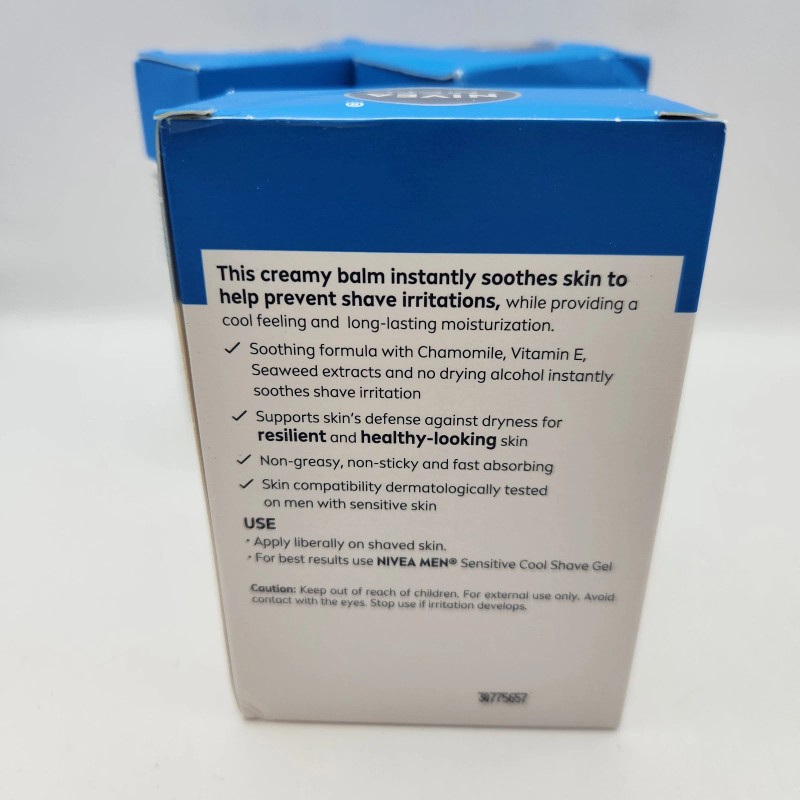 NIVEA
®
This creamy balm instantly soothes skin to
help prevent shave irritations, while providing a
cool feeling and long-lasting moisturization.
✓ Soothing formula with Chamomile, Vitamin E,
Seaweed extracts and no drying alcohol instantly
soothes shave irritation
✓ Supports skin's defense against dryness for
resilient and healthy-looking skin
✓ Non-greasy, non-sticky and fast absorbing
✓ Skin compatibility dermatologically tested
on men with sensitive skin
USE
• Apply liberally on shaved skin.
• For best results use NIVEA MEN® Sensitive Cool Shave Gel
Caution: Keep out of reach of children. For external use only. Avoid
contact with the eyes. Stop use if irritation develops.